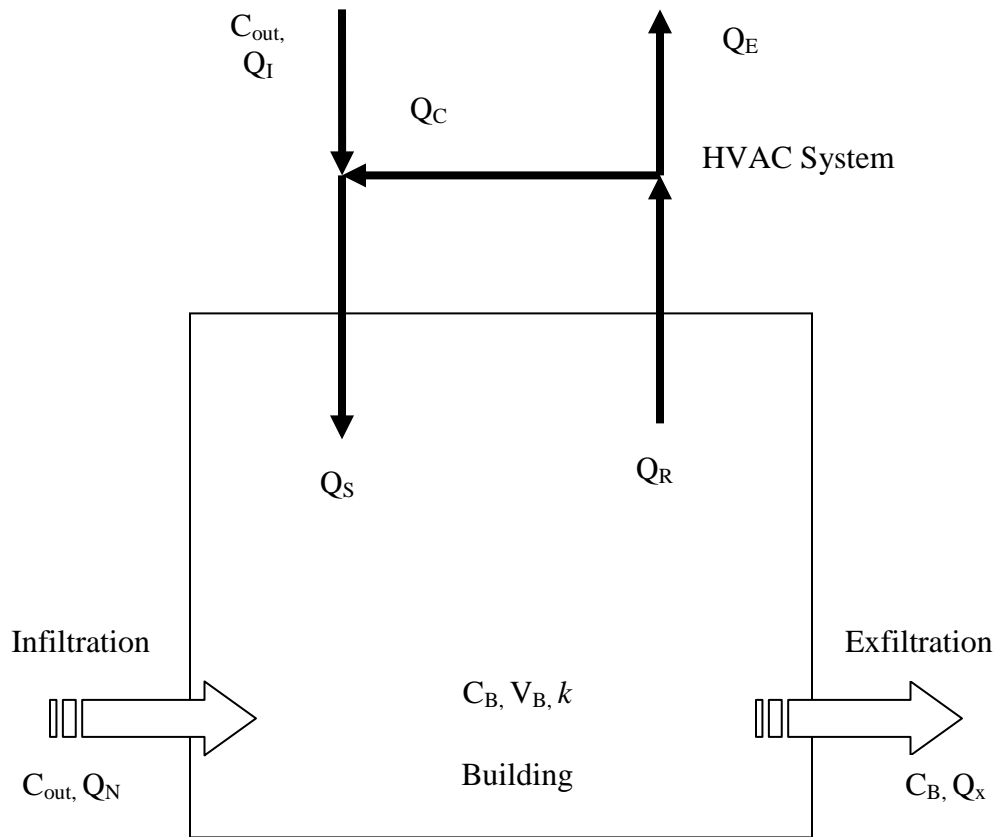 C_out,
Q_I
Q_E
Q_C
HVAC System
Q_S
Q_R
Infiltration
Exfiltration
C_B, V_B, k
C_out, Q_N
Building
C_B, Q_x